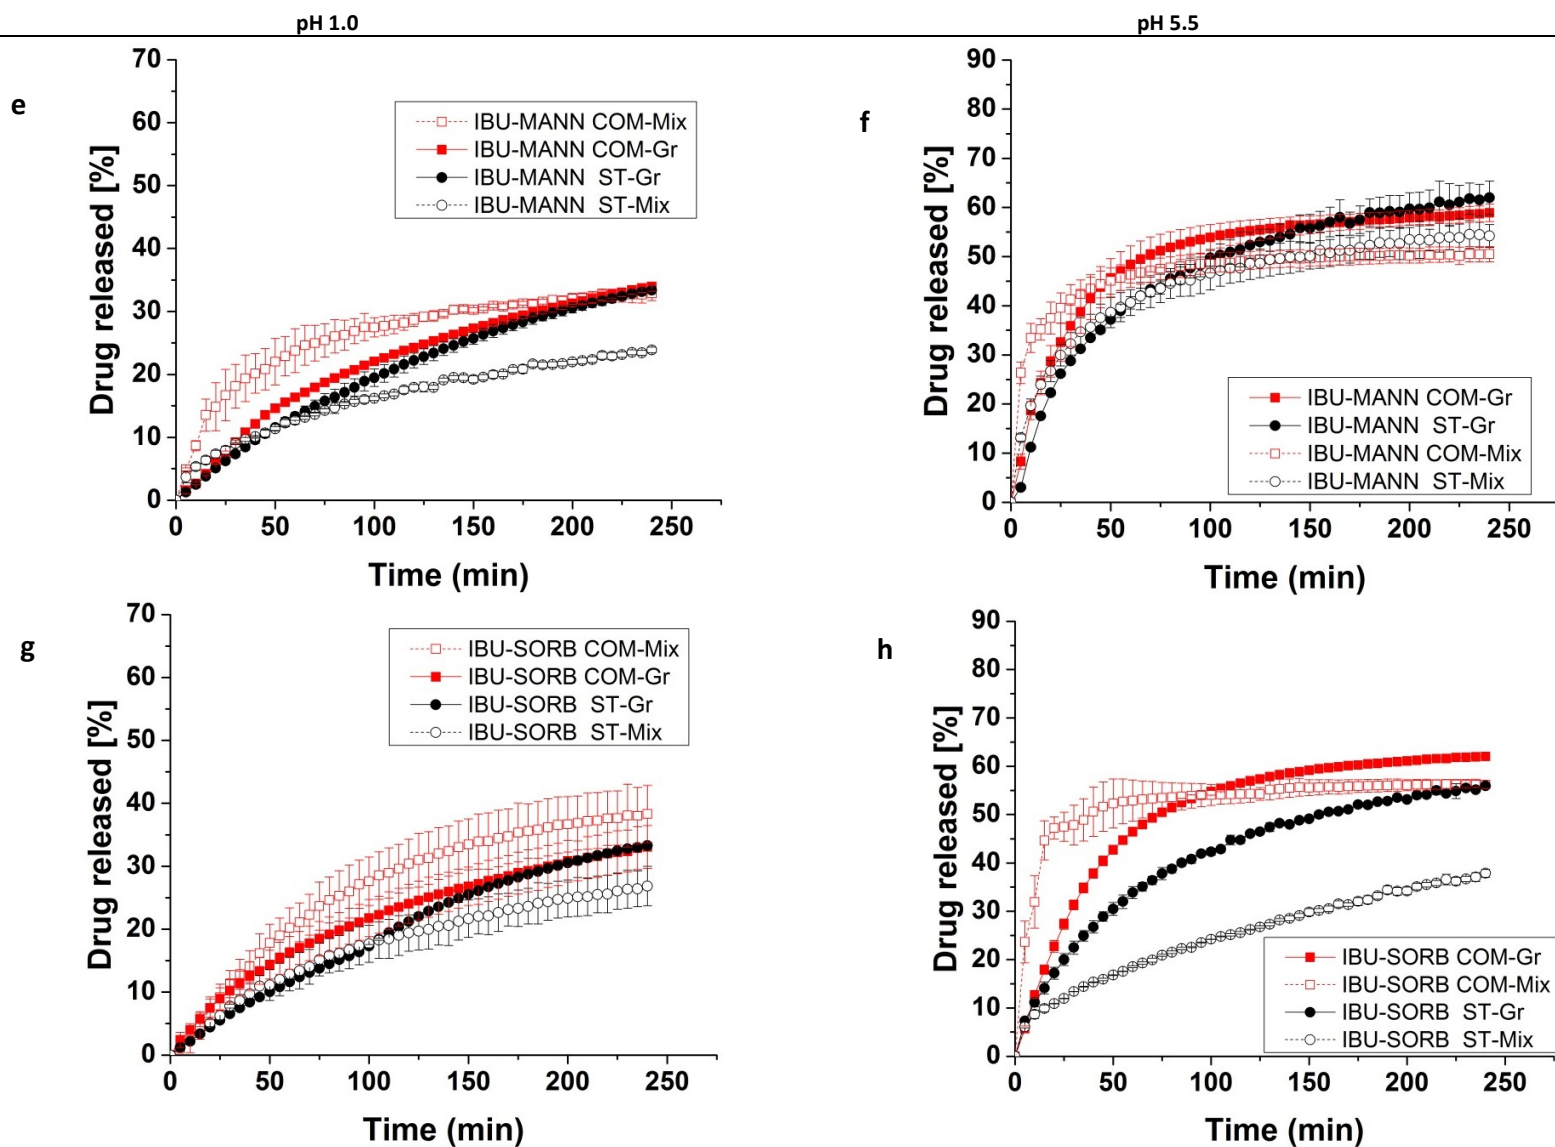 pH 1.0
pH 5.5
e
70
60
50
40
30
20
10
0
Drug released [%]
IBU-MANN COM-Mix
IBU-MANN COM-Gr
IBU-MANN ST-Gr
IBU-MANN ST-Mix
0 50 100 150 200 250
Time (min)
f
90
80
70
60
50
40
30
20
10
0
Drug released [%]
IBU-MANN COM-Gr
IBU-MANN ST-Gr
IBU-MANN COM-Mix
IBU-MANN ST-Mix
0 50 100 150 200 250
Time (min)
g
70
60
50
40
30
20
10
0
Drug released [%]
IBU-SORB COM-Mix
IBU-SORB COM-Gr
IBU-SORB ST-Gr
IBU-SORB ST-Mix
0 50 100 150 200 250
Time (min)
h
90
80
70
60
50
40
30
20
10
0
Drug released [%]
IBU-SORB COM-Gr
IBU-SORB COM-Mix
IBU-SORB ST-Gr
IBU-SORB ST-Mix
0 50 100 150 200 250
Time (min)